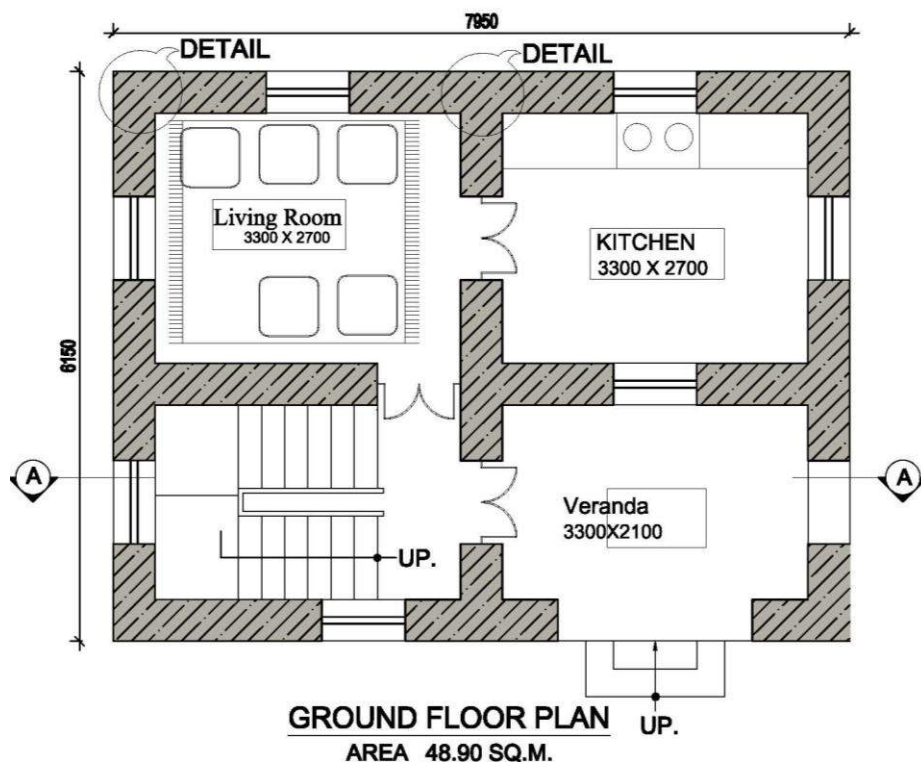 7950
DETAIL
DETAIL
Living Room
3300 X 2700
KITCHEN
3300 X 2700
6150
A
A
Veranda
3300X2100
UP.
GROUND FLOOR PLAN
UP.
AREA 48.90 SQ.M.